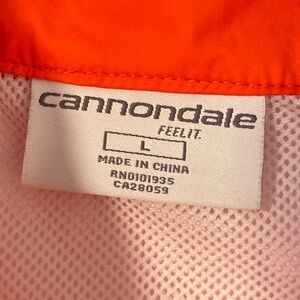 cannondale
FEEL IT.
L
MADE IN CHINA
RN0101935
CA28059